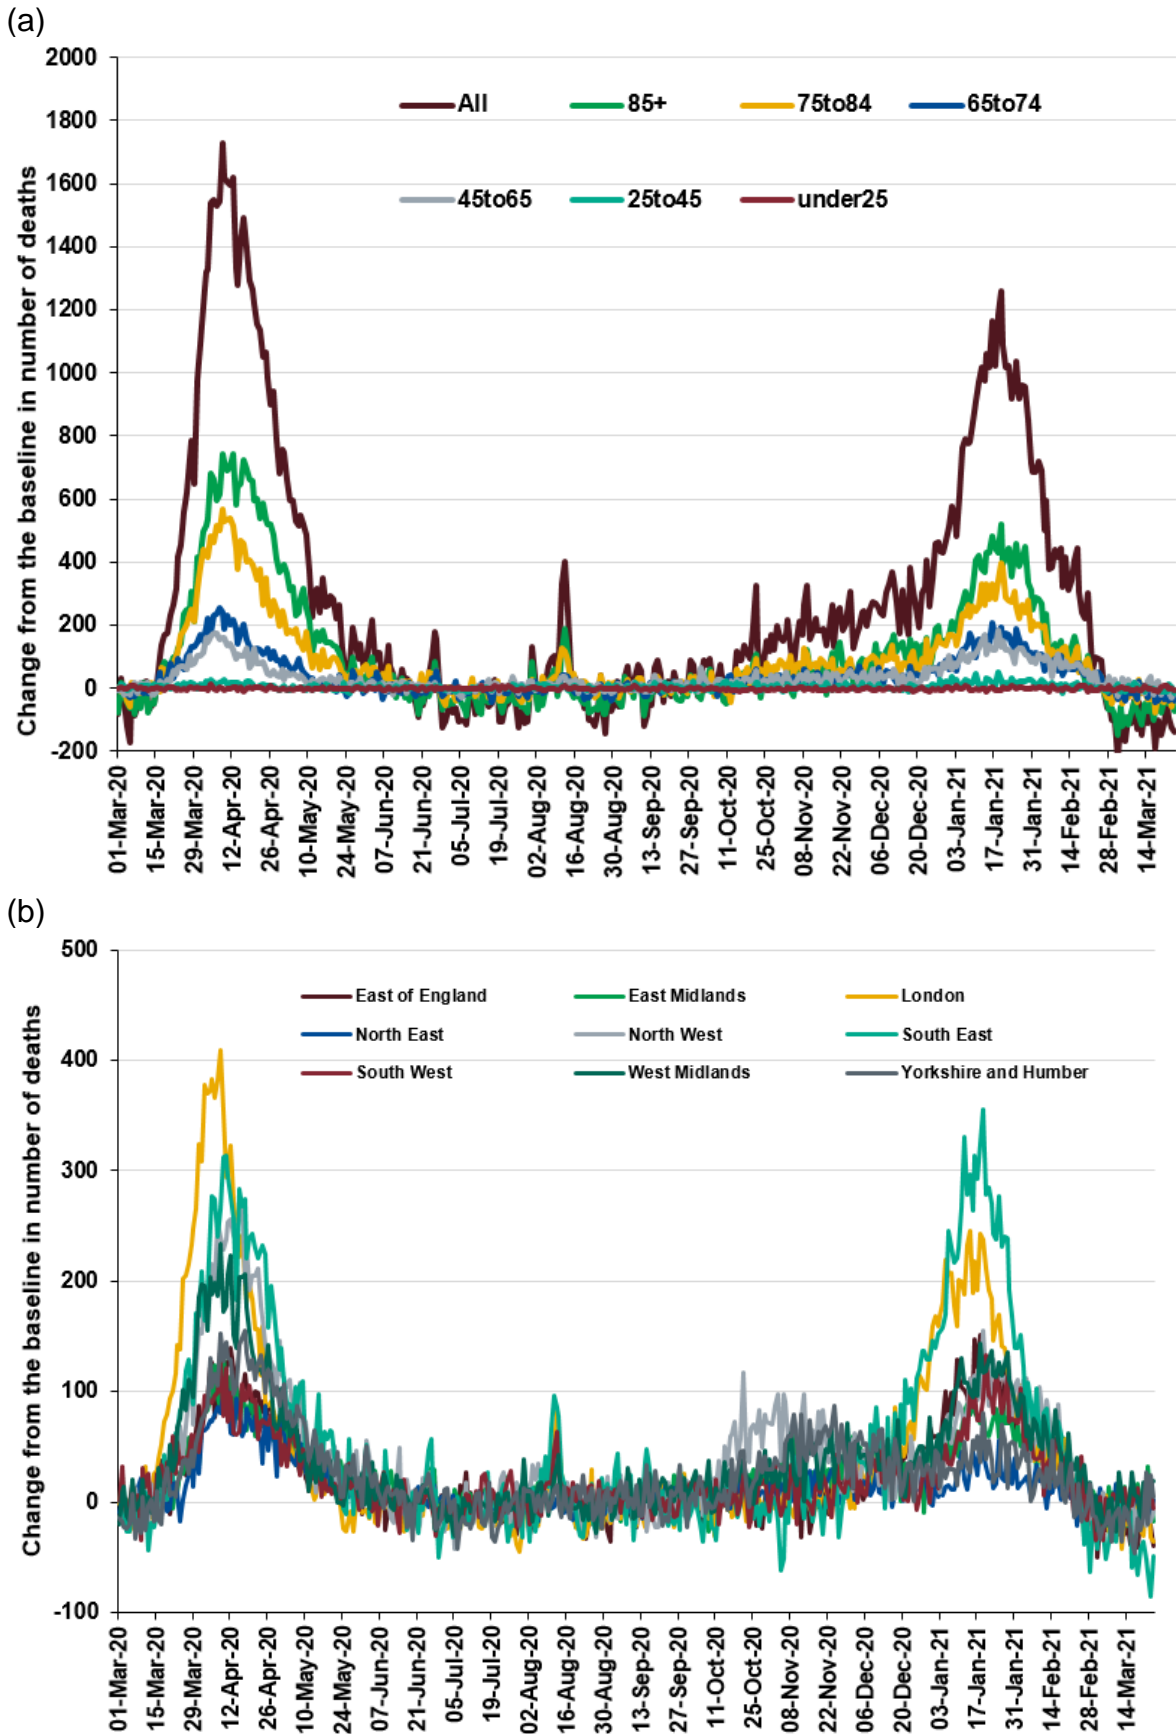 (a)
2000
1800
1600
1400
1200
1000
800
600
400
200
0
-200
Change from the baseline in number of deaths
All 85+ 75to84 65to74
45to65 25to45 under25
01-Mar-20 15-Mar-20 29-Mar-20 12-Apr-20 26-Apr-20 10-May-20 24-May-20 07-Jun-20 21-Jun-20 05-Jul-20 19-Jul-20 02-Aug-20 16-Aug-20 30-Aug-20 13-Sep-20 27-Sep-20 11-Oct-20 25-Oct-20 08-Nov-20 22-Nov-20 06-Dec-20 20-Dec-20 03-Jan-21 17-Jan-21 31-Jan-21 14-Feb-21 28-Feb-21 14-Mar-21
(b)
500
400
300
200
100
0
-100
Change from the baseline in number of deaths
East of England East Midlands London
North East North West South East
South West West Midlands Yorkshire and Humber
01-Mar-20 15-Mar-20 29-Mar-20 12-Apr-20 26-Apr-20 10-May-20 24-May-20 07-Jun-20 21-Jun-20 05-Jul-20 19-Jul-20 02-Aug-20 16-Aug-20 30-Aug-20 13-Sep-20 27-Sep-20 11-Oct-20 25-Oct-20 08-Nov-20 22-Nov-20 06-Dec-20 20-Dec-20 03-Jan-21 17-Jan-21 31-Jan-21 14-Feb-21 28-Feb-21 14-Mar-21